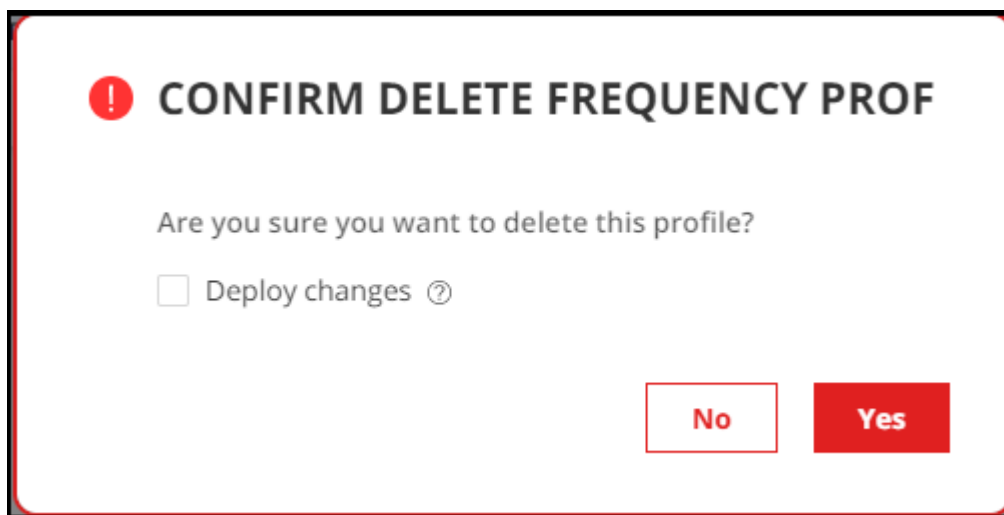 CONFIRM DELETE FREQUENCY PROF
Are you sure you want to delete this profile?
Deploy changes ?
No Yes